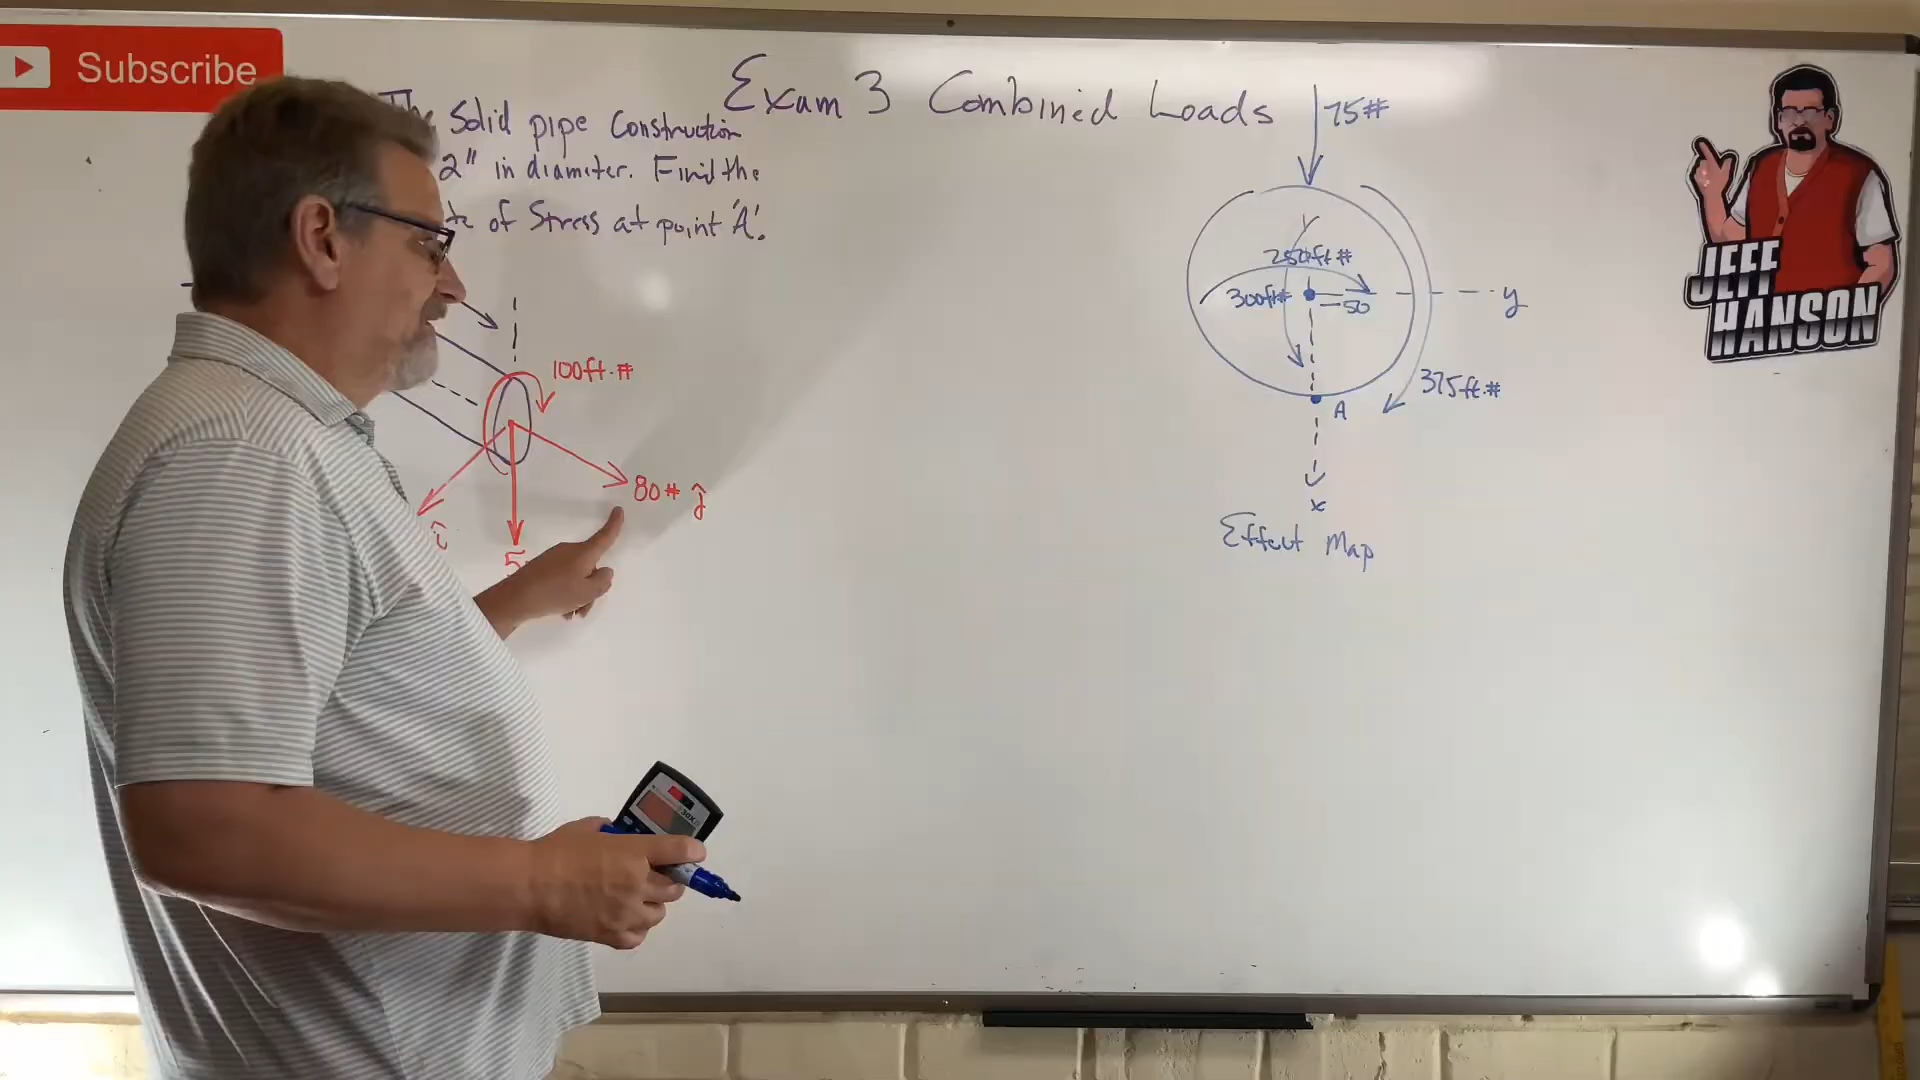 Subscribe
Exam 3 Combined Loads
Solid pipe Construction
2" in diameter. Find the
of Stress at point 'A'.
100ft·#
80# ĵ
î
75#
300ft#
50
y
375ft·#
A
x
Effect Map
JEFF
HANSON
30X